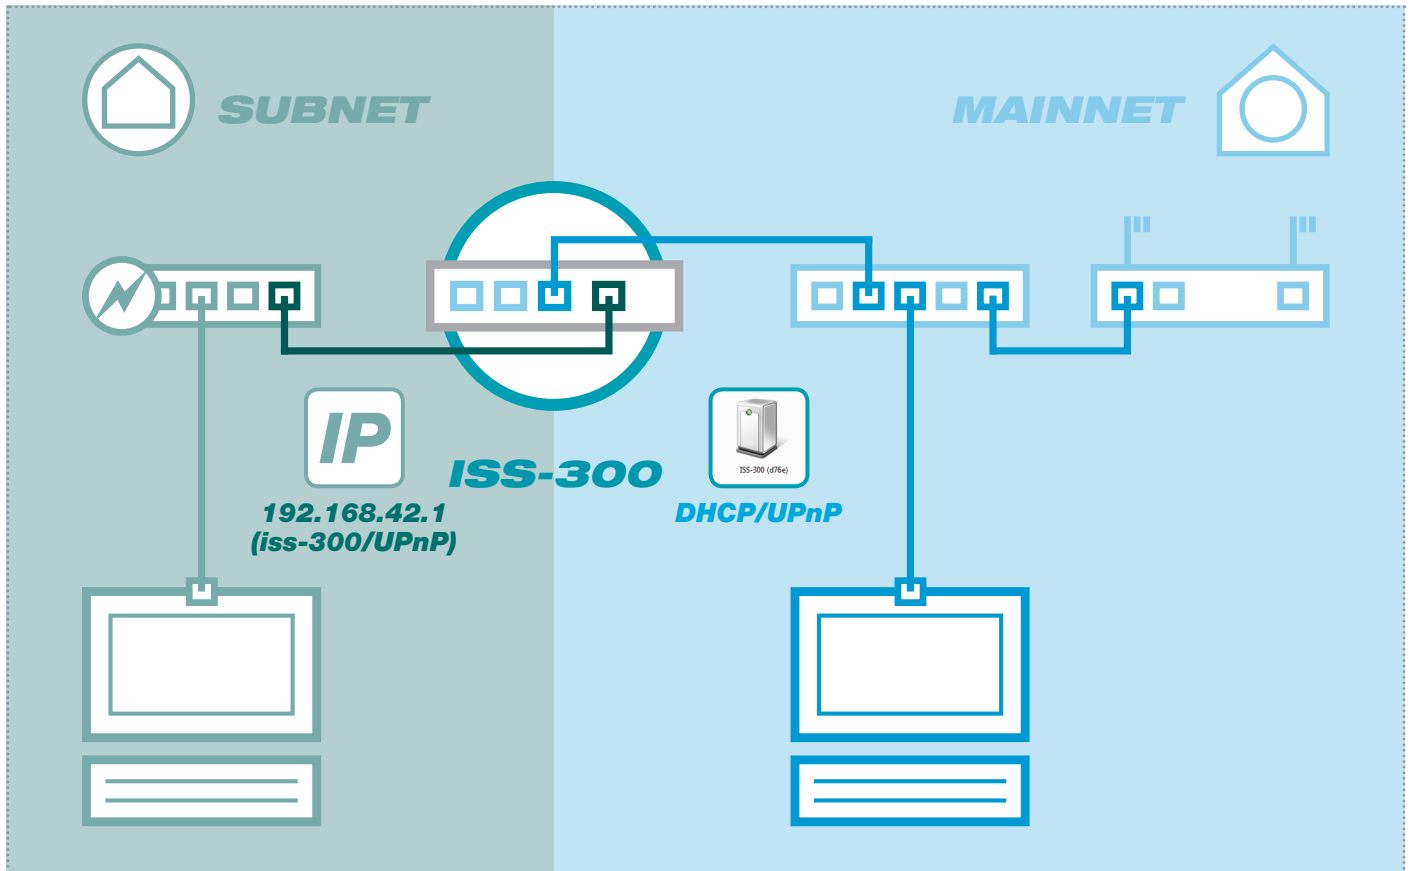 SUBNET
MAINNET
IP
ISS-300 (d76e)
ISS-300
192.168.42.1
(iss-300/UPnP)
DHCP/UPnP